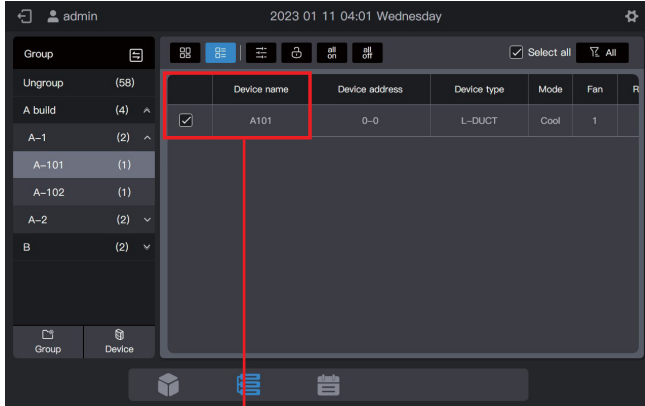 admin 2023 01 11 04:01 Wednesday
Group all on all off Select all All
Ungroup (58)
A build (4)
A-1 (2)
A-101 (1)
A-102 (1)
A-2 (2)
B (2)
Group Device
Device name Device address Device type Mode Fan R
A101 0-0 L-DUCT Cool 1